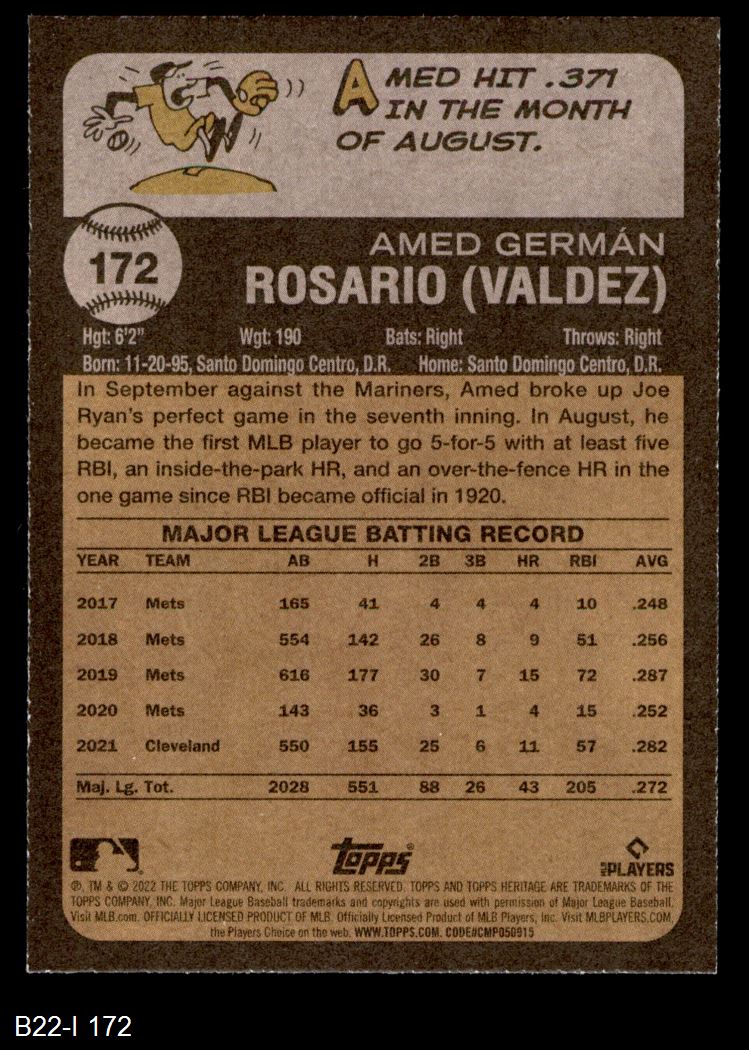 AMED HIT .371
IN THE MONTH
OF AUGUST.
172
AMED GERMÁN
ROSARIO (VALDEZ)
Hgt: 6'2" Wgt: 190 Bats: Right Throws: Right
Born: 11-20-95, Santo Domingo Centro, D.R. Home: Santo Domingo Centro, D.R.
In September against the Mariners, Amed broke up Joe
Ryan's perfect game in the seventh inning. In August, he
became the first MLB player to go 5-for-5 with at least five
RBI, an inside-the-park HR, and an over-the-fence HR in the
one game since RBI became official in 1920.
MAJOR LEAGUE BATTING RECORD
YEAR TEAM AB H 2B 3B HR RBI AVG
2017 Mets 165 41 4 4 4 10 .248
2018 Mets 554 142 26 8 9 51 .256
2019 Mets 616 177 30 7 15 72 .287
2020 Mets 143 36 3 1 4 15 .252
2021 Cleveland 550 155 25 6 11 57 .282
Maj. Lg. Tot. 2028 551 88 26 43 205 .272
Topps®
MLB PLAYERS
℗, TM & © 2022 THE TOPPS COMPANY, INC. ALL RIGHTS RESERVED. TOPPS AND TOPPS HERITAGE ARE TRADEMARKS OF THE
TOPPS COMPANY, INC. Major League Baseball trademarks and copyrights are used with permission of Major League Baseball.
Visit MLB.com. OFFICIALLY LICENSED PRODUCT OF MLB. Officially Licensed Product of MLB Players, Inc. Visit MLBPLAYERS.COM,
the Players Choice on the web. WWW.TOPPS.COM. CODE#CMP050915
B22-I 172